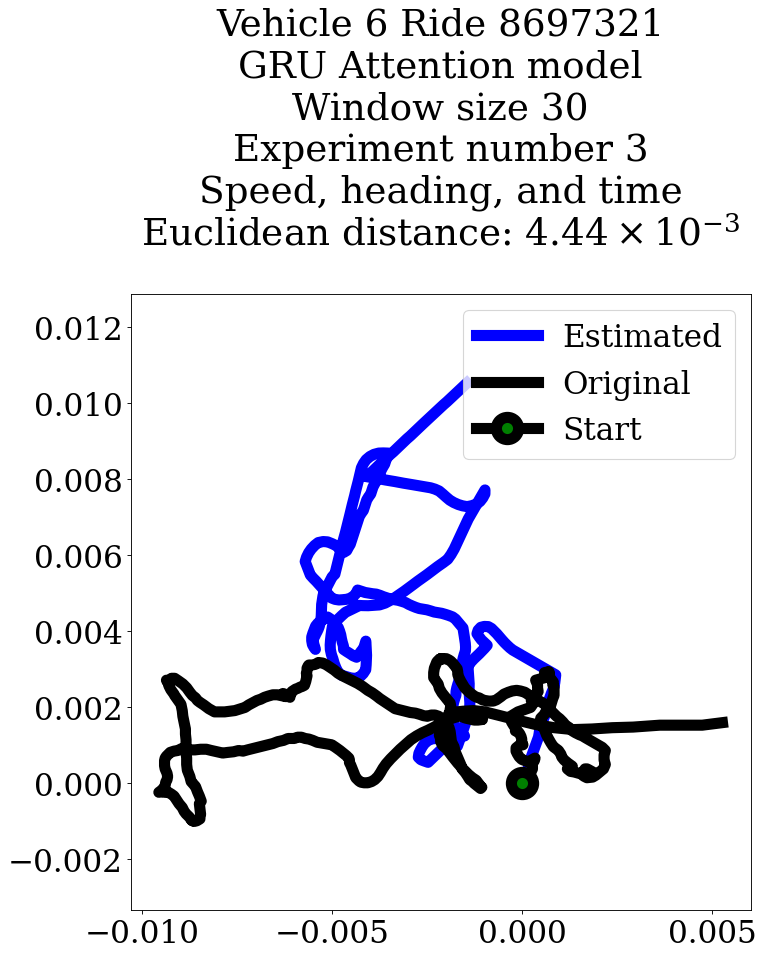 Vehicle 6 Ride 8697321
GRU Attention model
Window size 30
Experiment number 3
Speed, heading, and time
Euclidean distance: 4.44 × 10⁻³
Estimated
Original
Start
0.012
0.010
0.008
0.006
0.004
0.002
0.000
−0.002
−0.010 −0.005 0.000 0.005